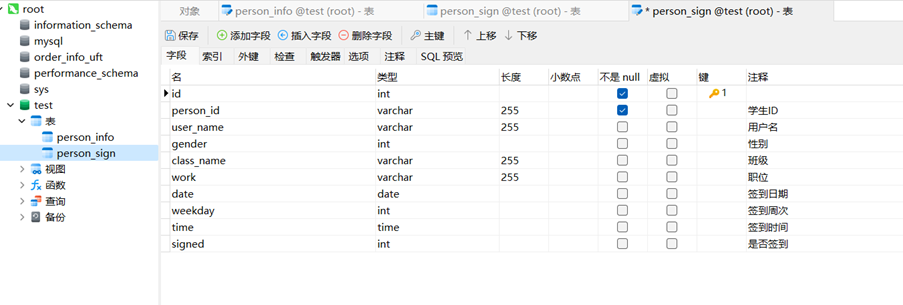 root
information_schema
mysql
order_info_uft
performance_schema
sys
test
表
person_info
person_sign
视图
函数
查询
备份
对象 person_info @test (root) - 表 person_sign @test (root) - 表 * person_sign @test (root) - 表
保存 添加字段 插入字段 删除字段 主键 上移 下移
字段 索引 外键 检查 触发器 选项 注释 SQL 预览
名 类型 长度 小数点 不是 null 虚拟 键 注释
id int 1
person_id varchar 255 学生ID
user_name varchar 255 用户名
gender int 性别
class_name varchar 255 班级
work varchar 255 职位
date date 签到日期
weekday int 签到周次
time time 签到时间
signed int 是否签到